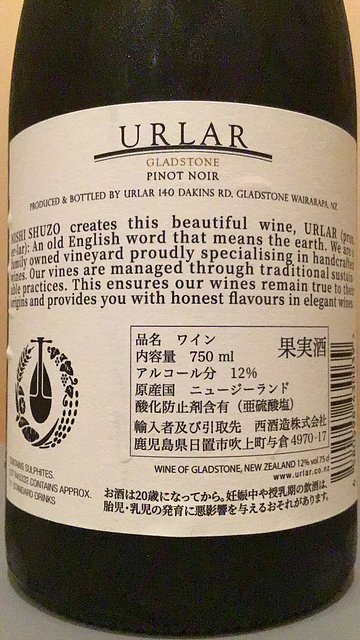 URLAR
GLADSTONE
PINOT NOIR
PRODUCED & BOTTLED BY URLAR 140 DAKINS RD, GLADSTONE WAIRARAPA, NZ
NISHI SHUZO creates this beautiful wine, URLAR
An old English word that means the earth. We are
family owned vineyard proudly specialising in
wines. Our vines are managed through traditional
practices. This ensures our wines remain true to
origins and provides you with honest flavours in elegant wines.
品名 ワイン
果実酒
内容量 750 ml
アルコール分 12%
原産国 ニュージーランド
酸化防止剤含有(亜硫酸塩)
輸入者及び引取先 西酒造株式会社
鹿児島県日置市吹上町与倉4970-17
CONTAINS SULPHITES.
CONTAINS APPROX.
STANDARD DRINKS
WINE OF GLADSTONE, NEW ZEALAND 12% vol 75 cl
www.urlar.co.nz
お酒は20歳になってから。妊娠中や授乳期の飲酒は、
胎児・乳児の発育に悪影響を与えるおそれがあります。